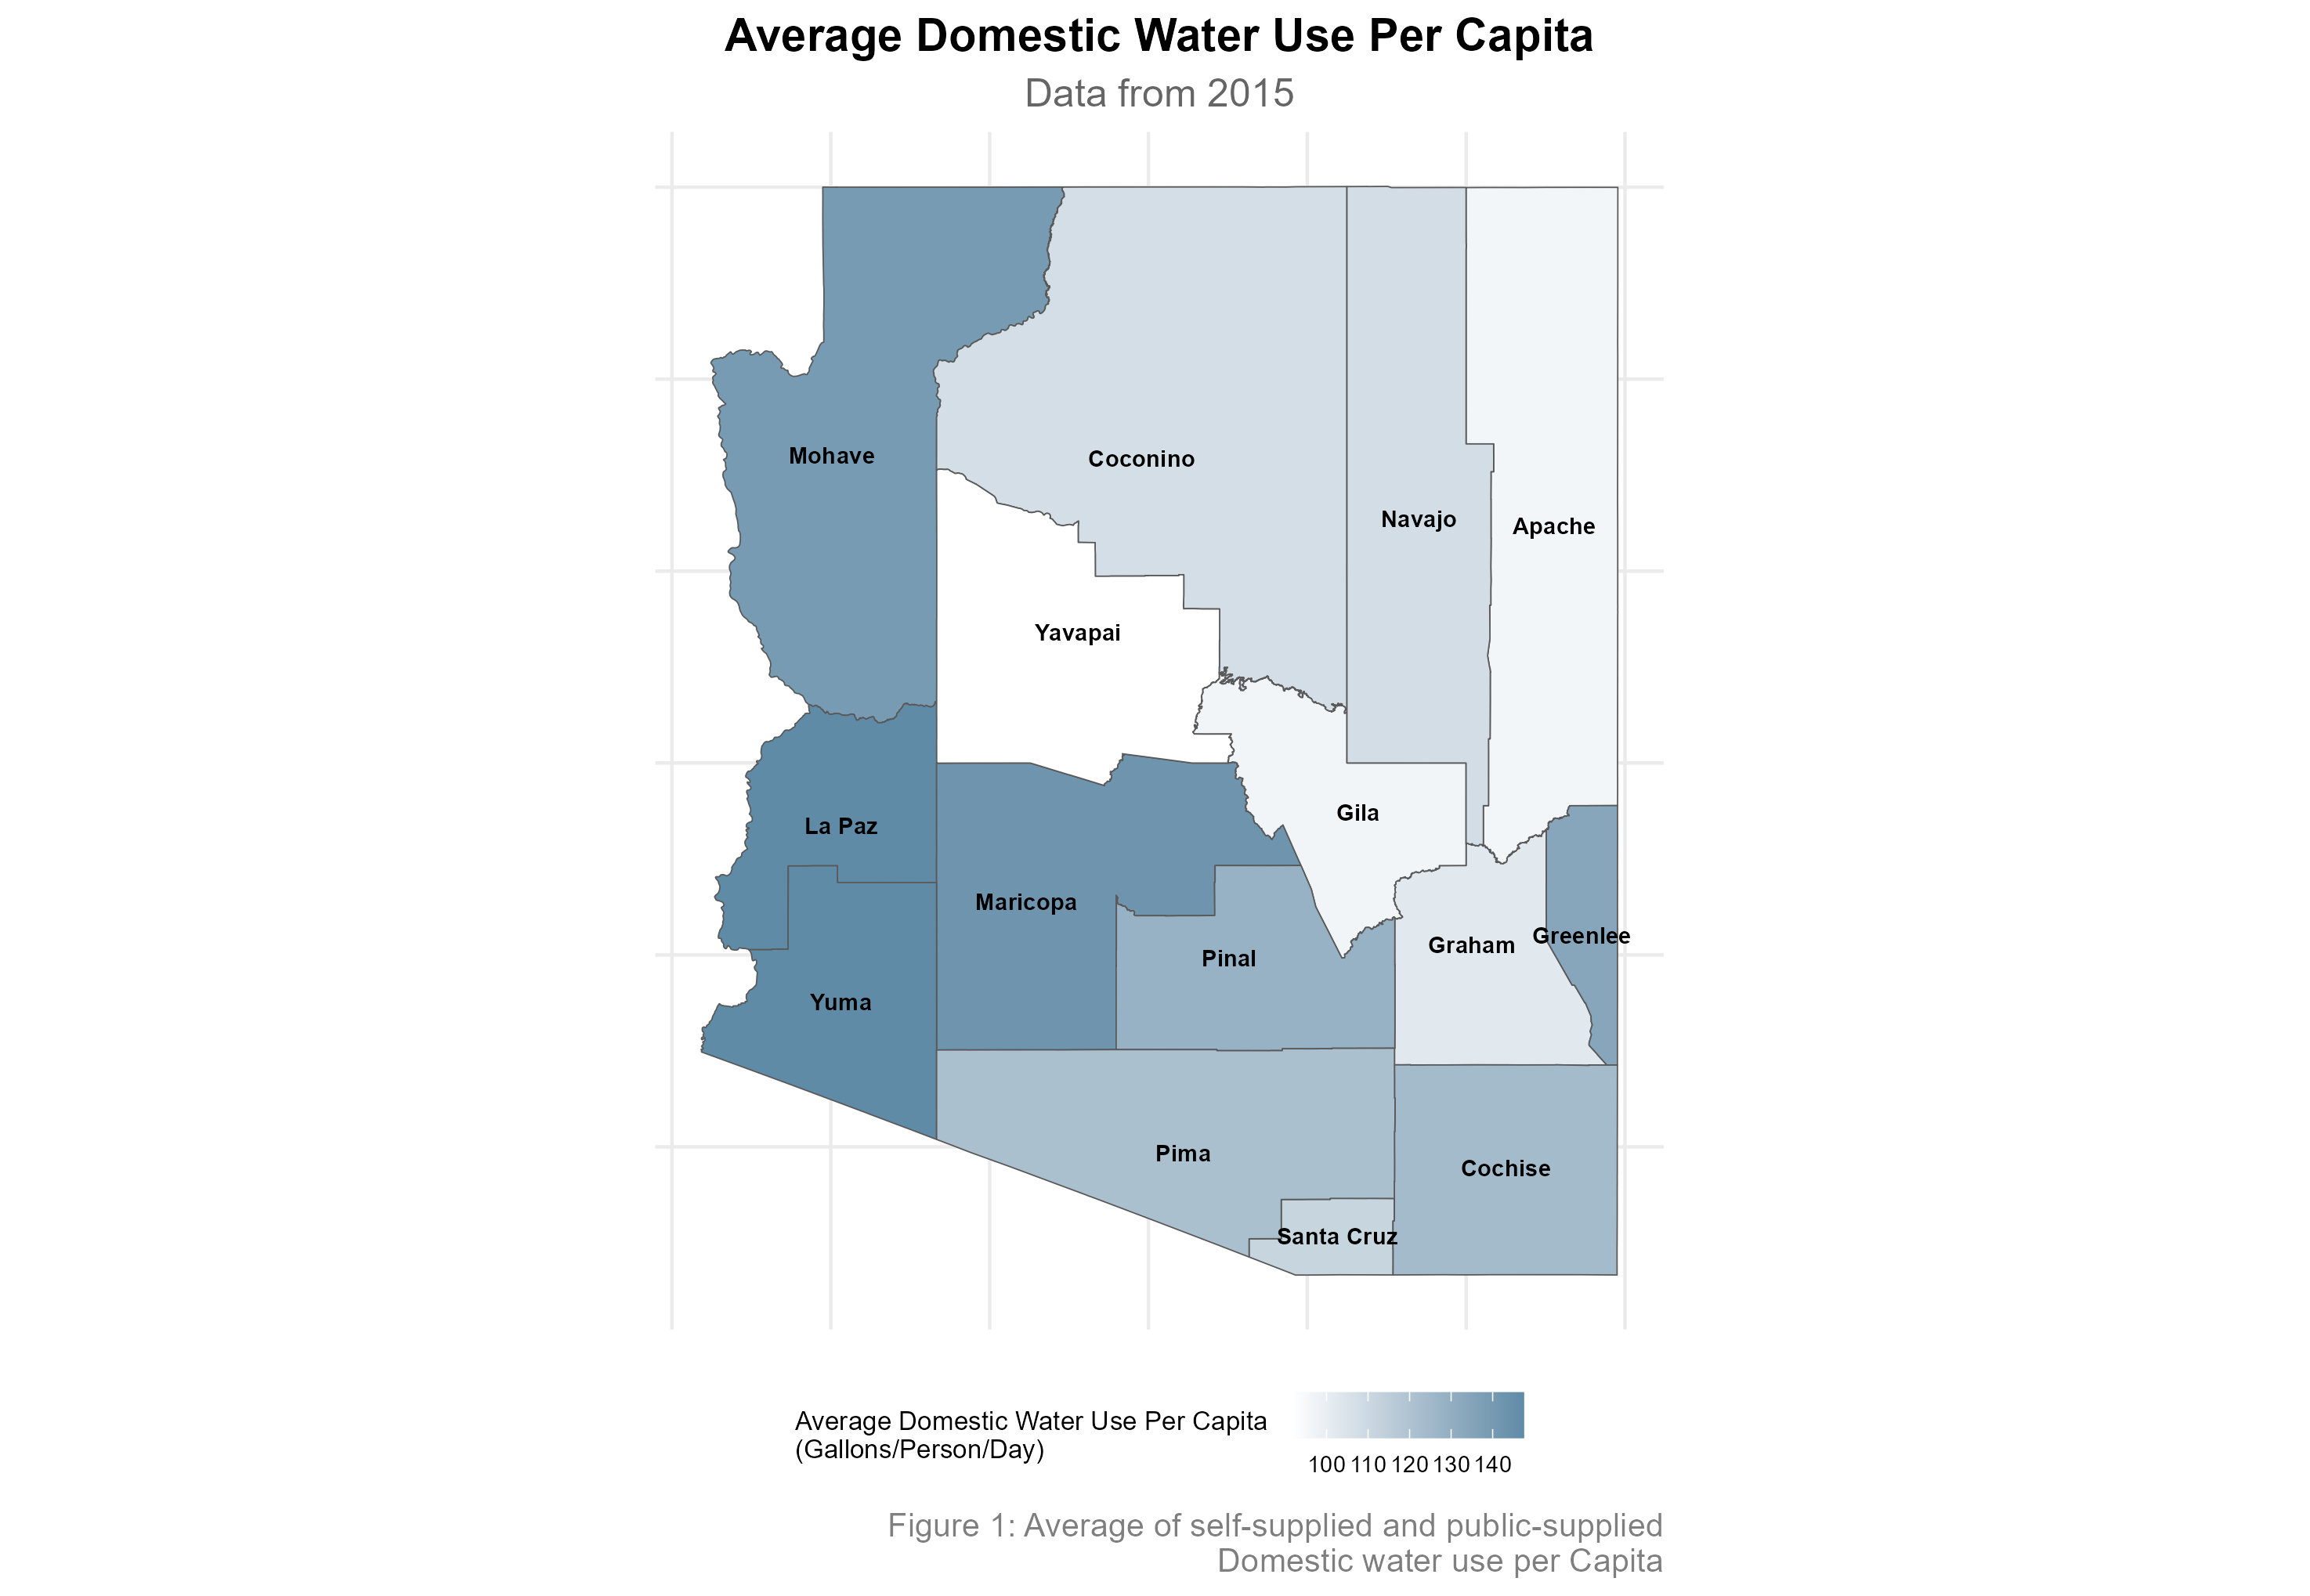 Average Domestic Water Use Per Capita
Data from 2015
Mohave
Coconino
Navajo
Apache
Yavapai
Gila
La Paz
Maricopa
Greenlee
Graham
Pinal
Yuma
Pima
Cochise
Santa Cruz
Average Domestic Water Use Per Capita
(Gallons/Person/Day)
100 110 120 130 140
Figure 1: Average of self-supplied and public-supplied
Domestic water use per Capita